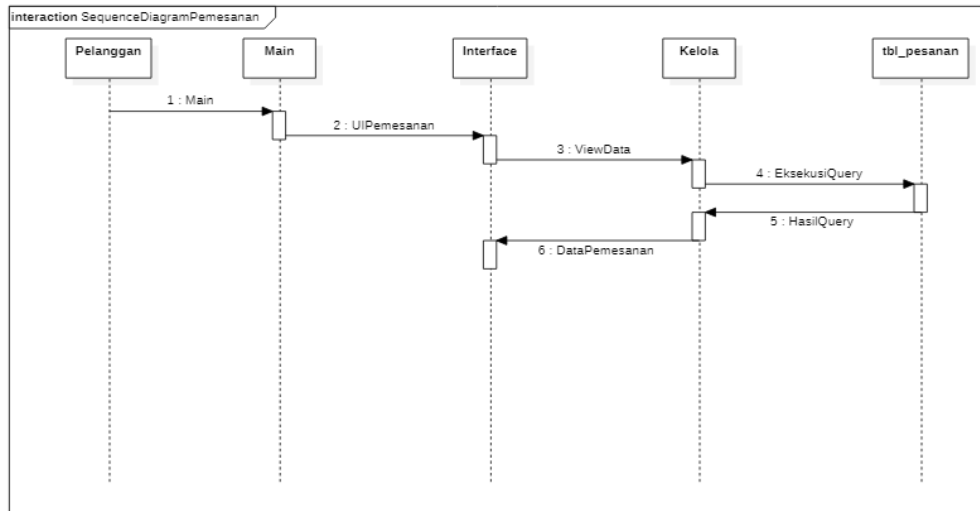 interaction SequenceDiagramPemesanan
Pelanggan
Main
Interface
Kelola
tbl_pesanan
1 : Main
2 : UIPemesanan
3 : ViewData
4 : EksekusiQuery
5 : HasilQuery
6 : DataPemesanan